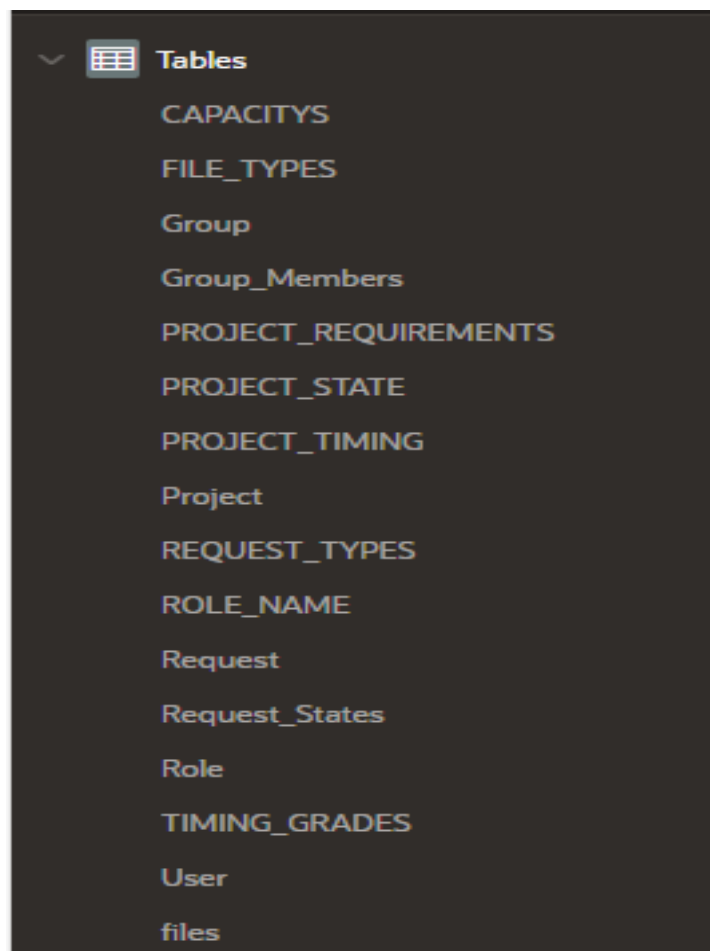 Tables
CAPACITYS
FILE_TYPES
Group
Group_Members
PROJECT_REQUIREMENTS
PROJECT_STATE
PROJECT_TIMING
Project
REQUEST_TYPES
ROLE_NAME
Request
Request_States
Role
TIMING_GRADES
User
files